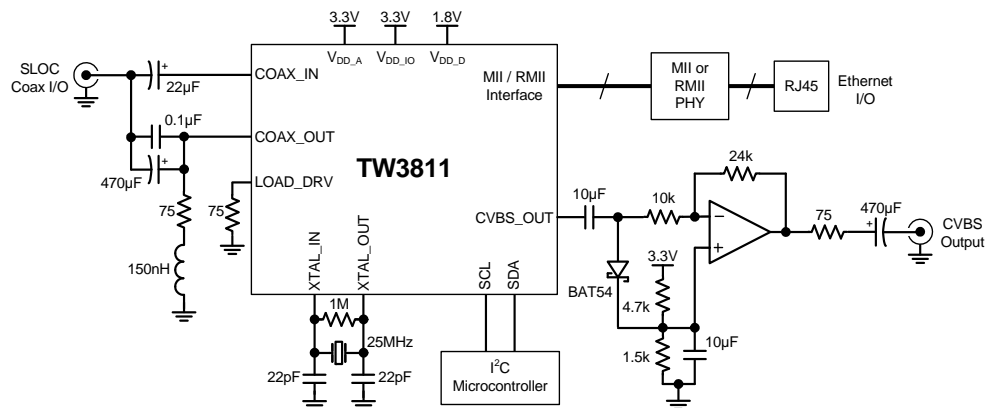 3.3V 3.3V 1.8V
V_DD_A V_DD_IO V_DD_D
SLOC
Coax I/O
22µF
+
COAX_IN
0.1µF
COAX_OUT
470µF
+
75
150nH
LOAD_DRV
75
TW3811
MII / RMII
Interface
MII or
RMII
PHY
RJ45
Ethernet
I/O
CVBS_OUT
10µF
10k
24k
−
+
75
470µF
+
CVBS
Output
BAT54
3.3V
4.7k
1.5k
10µF
XTAL_IN
XTAL_OUT
1M
25MHz
22pF
22pF
SCL
SDA
I²C
Microcontroller